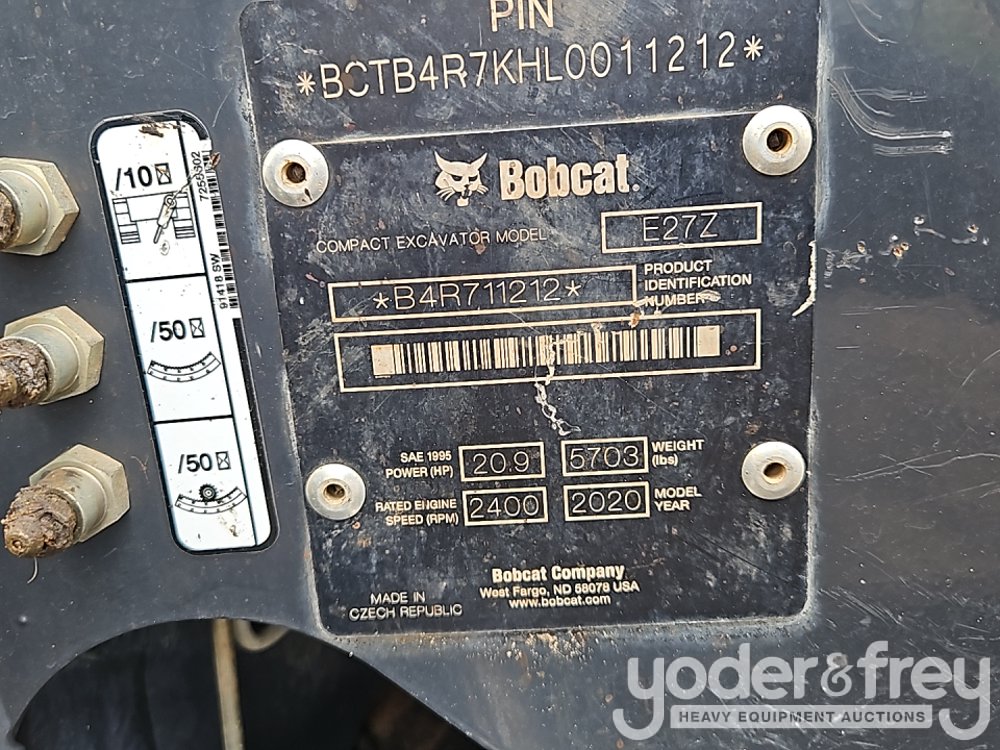 PIN
*BCTB4R7KHL0011212*
Bobcat
COMPACT EXCAVATOR MODEL E27Z
*B4R711212* PRODUCT
IDENTIFICATION
NUMBER
SAE 1995
POWER (HP) 20.9 5703 WEIGHT
(lbs)
RATED ENGINE
SPEED (RPM) 2400 2020 MODEL
YEAR
Bobcat Company
West Fargo, ND 58078 USA
www.bobcat.com
MADE IN
CZECH REPUBLIC
/10
/50
/50
91418 SW
yoder&frey
HEAVY EQUIPMENT AUCTIONS